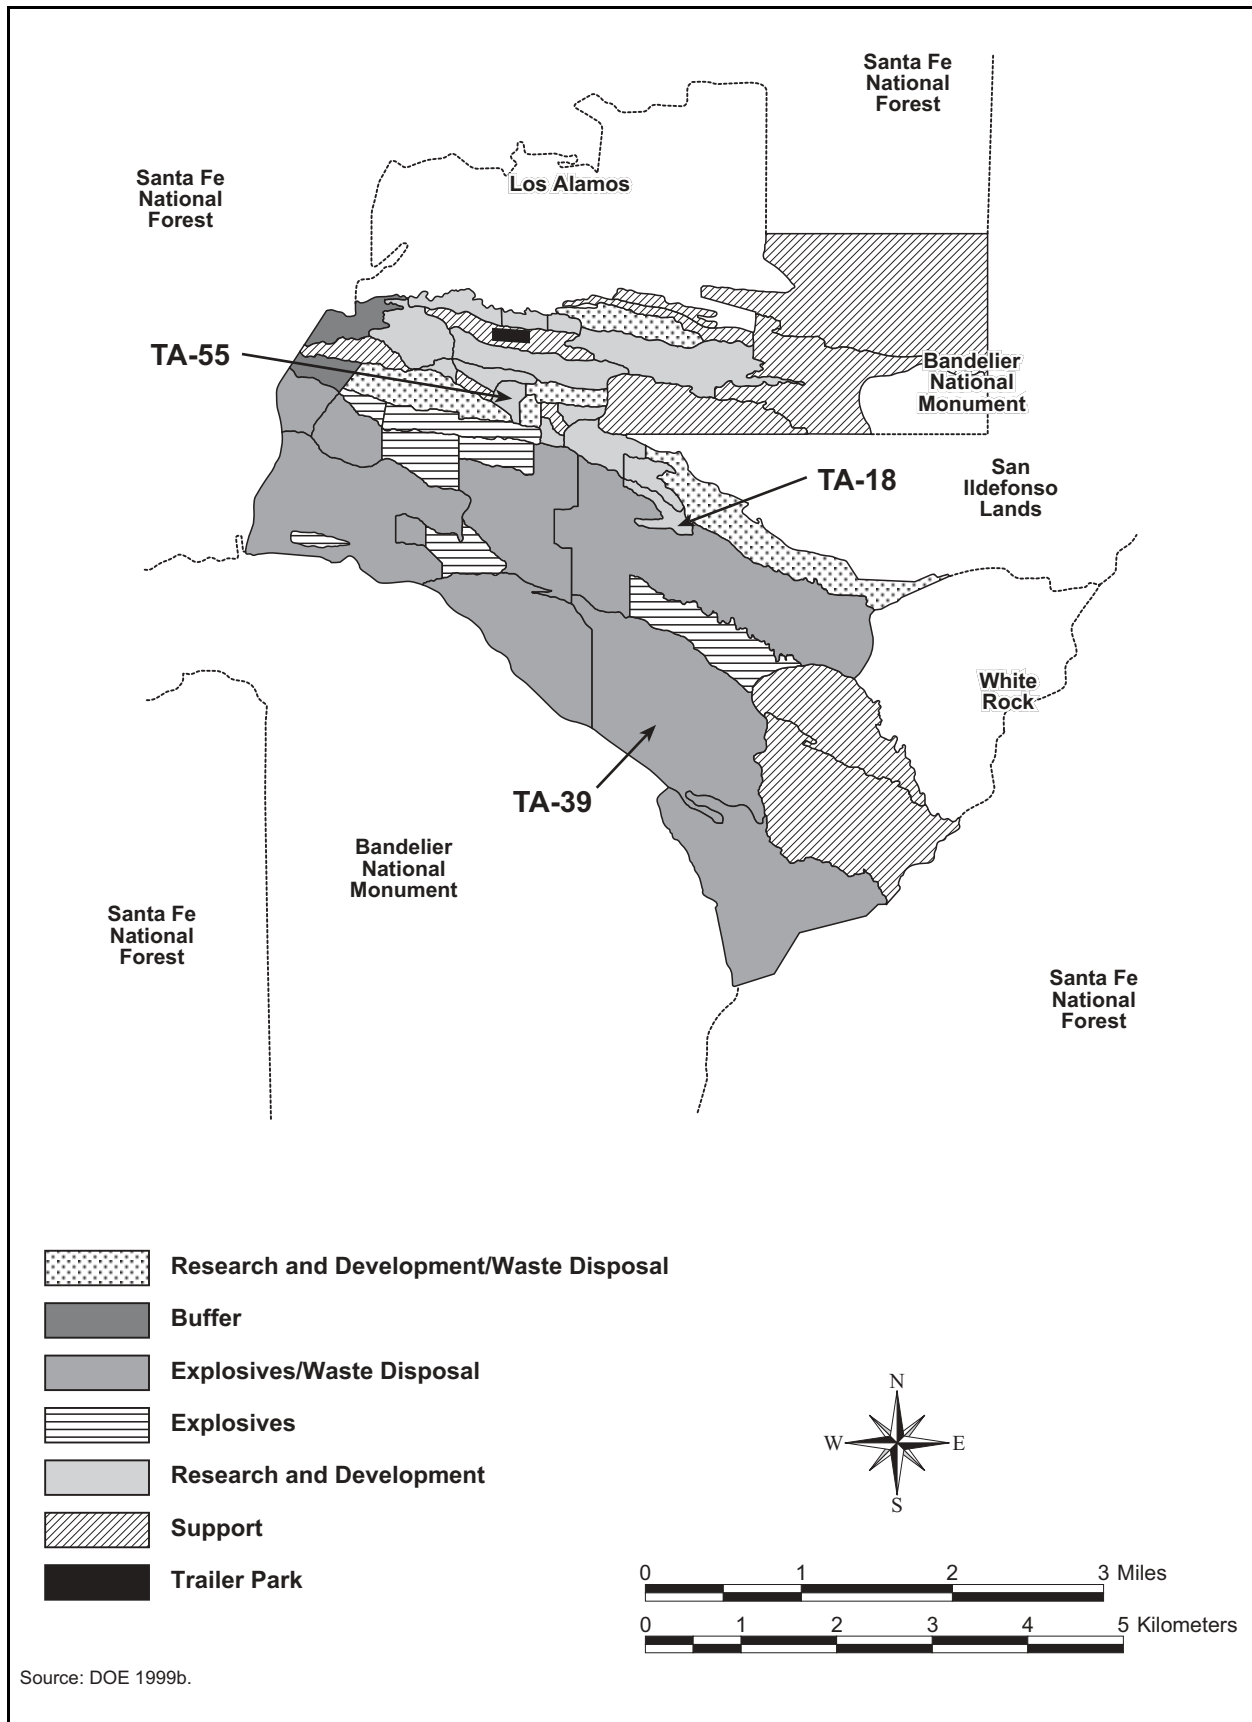 Santa Fe
National
Forest
Santa Fe
National
Forest
Los Alamos
TA-55
Bandelier
National
Monument
TA-18
San
Ildefonso
Lands
White
Rock
TA-39
Bandelier
National
Monument
Santa Fe
National
Forest
Santa Fe
National
Forest
Research and Development/Waste Disposal
Buffer
Explosives/Waste Disposal
Explosives
Research and Development
Support
Trailer Park
N
W E
S
0 1 2 3 Miles
0 1 2 3 4 5 Kilometers
Source: DOE 1999b.